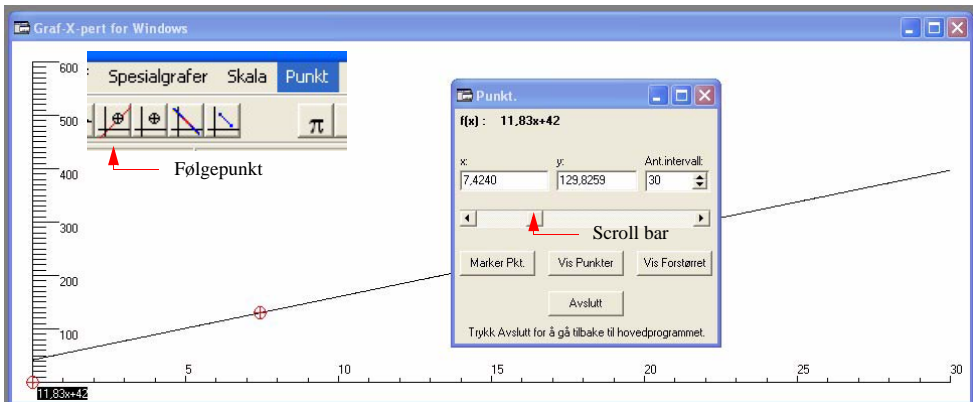 Graf-X-pert for Windows
600
500
400
300
200
100
Spesialgrafer Skala Punkt
π
Følgepunkt
Punkt.
f(x) : 11,83x+42
x: y: Ant.intervall:
7,4240 129,8259 30
Scroll bar
Marker Pkt. Vis Punkter Vis Forstørret
Avslutt
Trykk Avslutt for å gå tilbake til hovedprogrammet.
5 10 15 20 25 30
11,83x+42